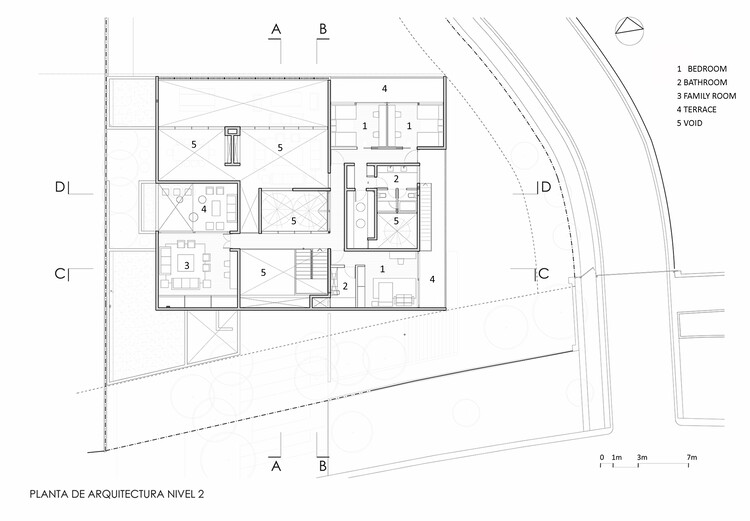 A B
1 BEDROOM
2 BATHROOM
3 FAMILY ROOM
4 TERRACE
5 VOID
4
1 1
5 5
2
D D
4
5 5
3
5 1
2 4
C C
A B
0 1m 3m 7m
PLANTA DE ARQUITECTURA NIVEL 2